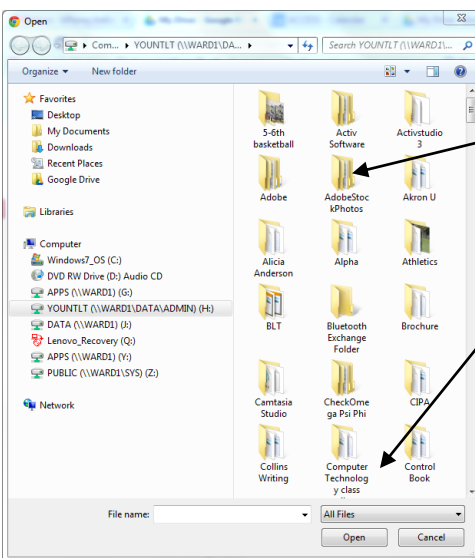 Open
Com... ▸ YOUNTLT (\\WARD1\DA... ▸
Search YOUNTLT (\\WARD1\...
Organize
New folder
Favorites
Desktop
My Documents
Downloads
Recent Places
Google Drive
Libraries
Computer
Windows7_OS (C:)
DVD RW Drive (D:) Audio CD
APPS (\\WARD1) (G:)
YOUNTLT (\\WARD1\DATA\ADMIN) (H:)
DATA (\\WARD1) (J:)
Lenovo_Recovery (Q:)
APPS (\\WARD1) (Y:)
PUBLIC (\\WARD1\SYS) (Z:)
Network
5-6th
basketball
Activ
Software
Activstudio
3
Adobe
AdobeStoc
kPhotos
Akron U
Alicia
Anderson
Alpha
Athletics
BLT
Bluetooth
Exchange
Folder
Brochure
Camtasia
Studio
CheckOme
ga Psi Phi
CIPA
Collins
Writing
Computer
Technolog
y class
Control
Book
File name:
All Files
Open
Cancel